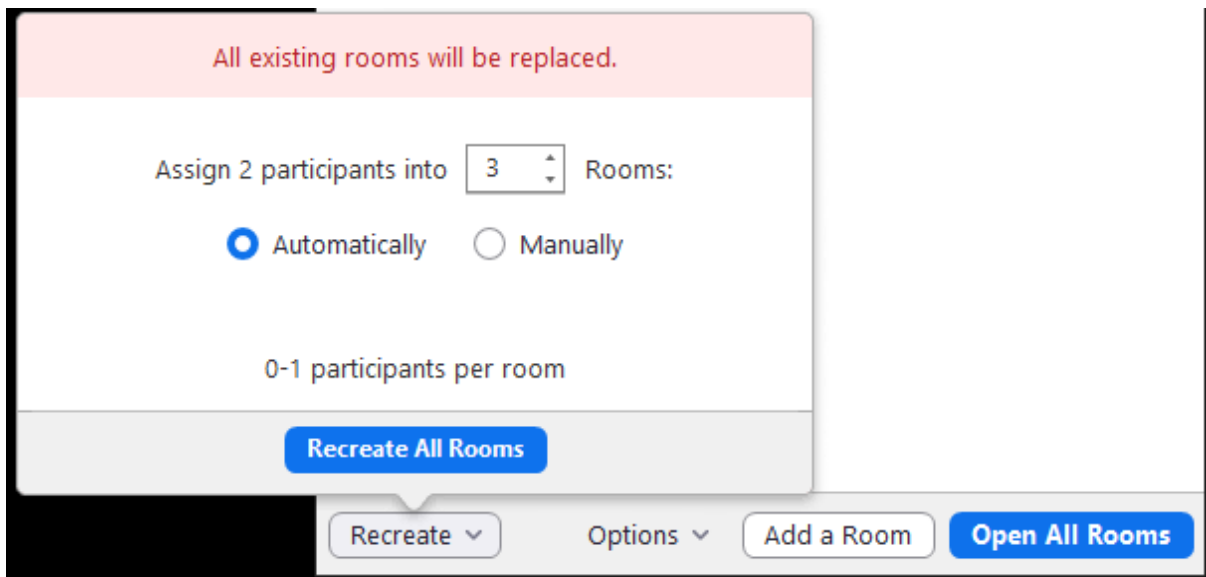 All existing rooms will be replaced.
Assign 2 participants into 3 Rooms:
Automatically Manually
0-1 participants per room
Recreate All Rooms
Recreate Options Add a Room Open All Rooms